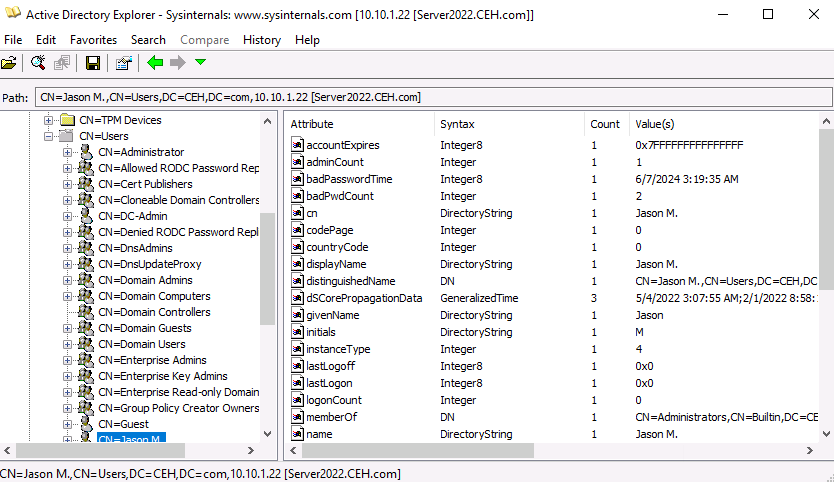 Active Directory Explorer - Sysinternals: www.sysinternals.com [10.10.1.22 [Server2022.CEH.com]]
File Edit Favorites Search Compare History Help
Path: CN=Jason M.,CN=Users,DC=CEH,DC=com,10.10.1.22 [Server2022.CEH.com]
CN=TPM Devices
CN=Users
CN=Administrator
CN=Allowed RODC Password Rep
CN=Cert Publishers
CN=Cloneable Domain Controllers
CN=DC-Admin
CN=Denied RODC Password Repl
CN=DnsAdmins
CN=DnsUpdateProxy
CN=Domain Admins
CN=Domain Computers
CN=Domain Controllers
CN=Domain Guests
CN=Domain Users
CN=Enterprise Admins
CN=Enterprise Key Admins
CN=Enterprise Read-only Domain
CN=Group Policy Creator Owners
CN=Guest
CN=Jason M.
Attribute Syntax Count Value(s)
accountExpires Integer8 1 0x7FFFFFFFFFFFFFFF
adminCount Integer 1 1
badPasswordTime Integer8 1 6/7/2024 3:19:35 AM
badPwdCount Integer 1 2
cn DirectoryString 1 Jason M.
codePage Integer 1 0
countryCode Integer 1 0
displayName DirectoryString 1 Jason M.
distinguishedName DN 1 CN=Jason M.,CN=Users,DC=CEH,DC
dSCorePropagationData GeneralizedTime 3 5/4/2022 3:07:55 AM;2/1/2022 8:58:
givenName DirectoryString 1 Jason
initials DirectoryString 1 M
instanceType Integer 1 4
lastLogoff Integer8 1 0x0
lastLogon Integer8 1 0x0
logonCount Integer 1 0
memberOf DN 1 CN=Administrators,CN=Builtin,DC=CE
name DirectoryString 1 Jason M.
CN=Jason M.,CN=Users,DC=CEH,DC=com,10.10.1.22 [Server2022.CEH.com]